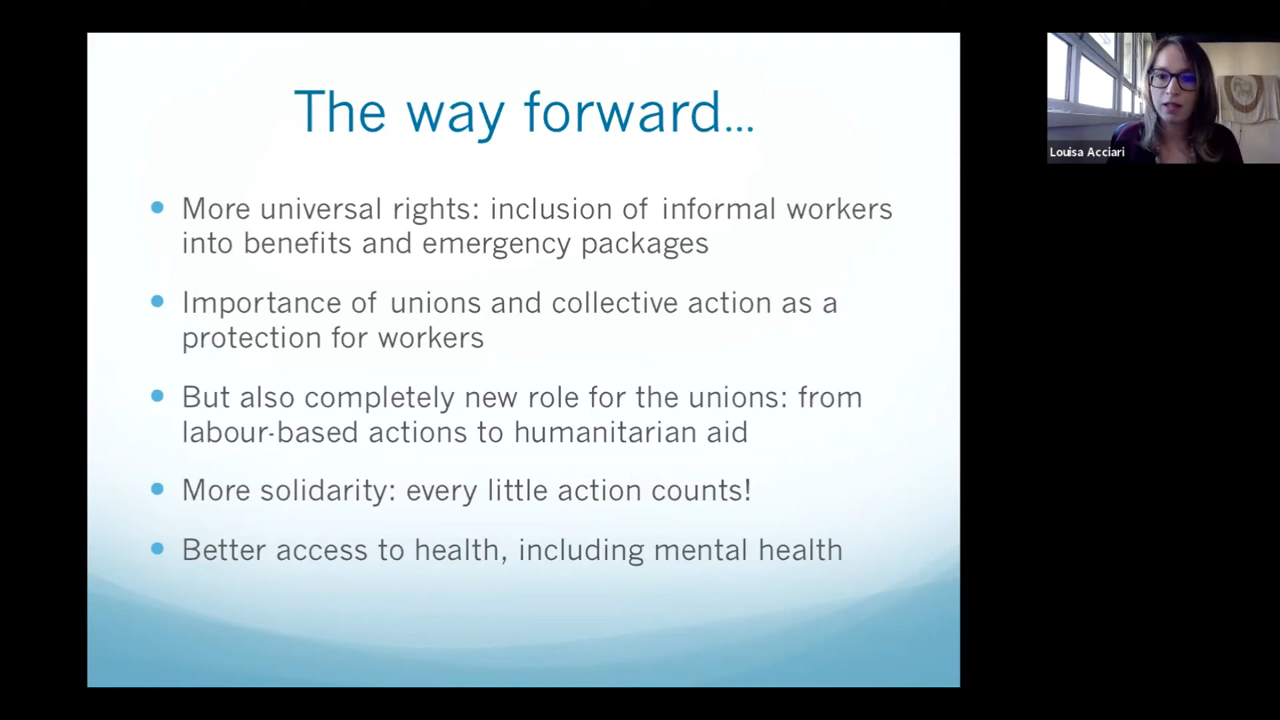 The way forward...
More universal rights: inclusion of informal workers
into benefits and emergency packages
Importance of unions and collective action as a
protection for workers
But also completely new role for the unions: from
labour-based actions to humanitarian aid
More solidarity: every little action counts!
Better access to health, including mental health
Louisa Acciari